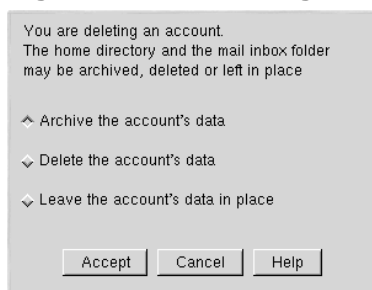 You are deleting an account.
The home directory and the mail inbox folder
may be archived, deleted or left in place
Archive the account's data
Delete the account's data
Leave the account's data in place
Accept Cancel Help